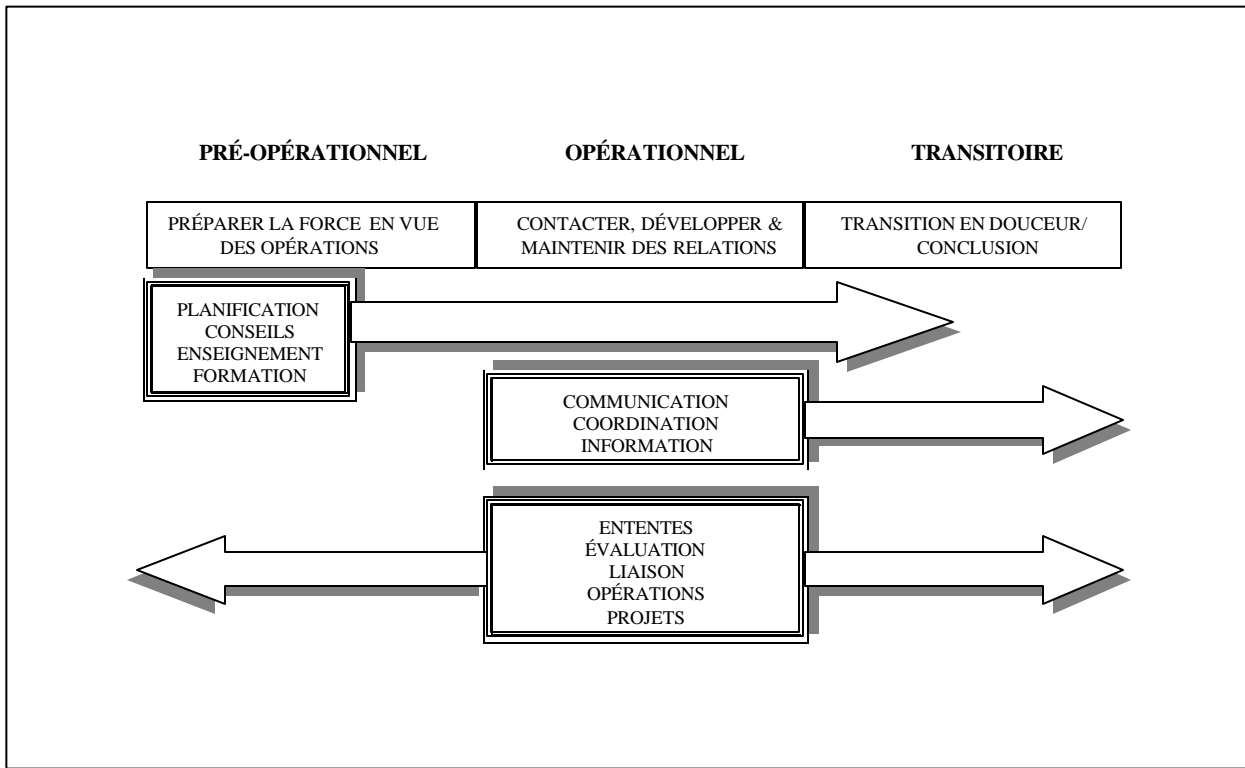 PRÉ-OPÉRATIONNEL
OPÉRATIONNEL
TRANSITOIRE
PRÉPARER LA FORCE EN VUE
DES OPÉRATIONS
CONTACTER, DÉVELOPPER &
MAINTENIR DES RELATIONS
TRANSITION EN DOUCEUR/
CONCLUSION
PLANIFICATION
CONSEILS
ENSEIGNEMENT
FORMATION
COMMUNICATION
COORDINATION
INFORMATION
ENTENTES
ÉVALUATION
LIAISON
OPÉRATIONS
PROJETS